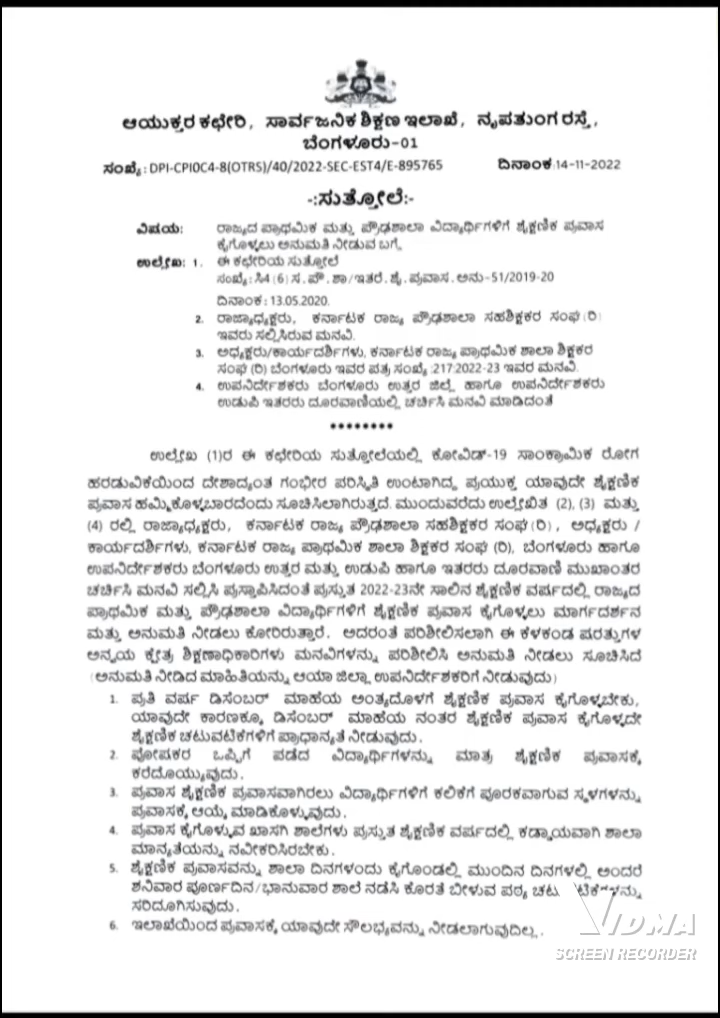 ಆಯುಕ್ತರ ಕಛೇರಿ, ಸಾರ್ವಜನಿಕ ಶಿಕ್ಷಣ ಇಲಾಖೆ, ನೃಪತುಂಗ ರಸ್ತೆ,
ಬೆಂಗಳೂರು-01
ಸಂಖ್ಯೆ: DPI-CPI0C4-8(OTRS)/40/2022-SEC-EST4/E-895765 ದಿನಾಂಕ:14-11-2022
-:ಸುತ್ತೋಲೆ:-
ವಿಷಯ: ರಾಜ್ಯದ ಪ್ರಾಥಮಿಕ ಮತ್ತು ಪ್ರೌಢಶಾಲಾ ವಿದ್ಯಾರ್ಥಿಗಳಿಗೆ ಶೈಕ್ಷಣಿಕ ಪ್ರವಾಸ
ಕೈಗೊಳ್ಳಲು ಅನುಮತಿ ನೀಡುವ ಬಗ್ಗೆ
ಉಲ್ಲೇಖ: 1. ಈ ಕಛೇರಿಯ ಸುತ್ತೋಲೆ
ಸಂಖ್ಯೆ: ಸಿ4(6) ಸ.ಪ್ರೌ.ಶಾ/ಇತರೆ.ಶೈ.ಪ್ರವಾಸ.ಅನು-51/2019-20
ದಿನಾಂಕ: 13.05.2020.
2. ರಾಜ್ಯಾಧ್ಯಕ್ಷರು, ಕರ್ನಾಟಕ ರಾಜ್ಯ ಪ್ರೌಢಶಾಲಾ ಸಹಶಿಕ್ಷಕರ ಸಂಘ(ರಿ)
ಇವರು ಸಲ್ಲಿಸಿರುವ ಮನವಿ.
3. ಅಧ್ಯಕ್ಷರು/ಕಾರ್ಯದರ್ಶಿಗಳು, ಕರ್ನಾಟಕ ರಾಜ್ಯ ಪ್ರಾಥಮಿಕ ಶಾಲಾ ಶಿಕ್ಷಕರ
ಸಂಘ (ರಿ) ಬೆಂಗಳೂರು ಇವರ ಪತ್ರ ಸಂಖ್ಯೆ :217:2022-23 ಇವರ ಮನವಿ.
4. ಉಪನಿರ್ದೇಶಕರು ಬೆಂಗಳೂರು ಉತ್ತರ ಜಿಲ್ಲೆ ಹಾಗೂ ಉಪನಿರ್ದೇಶಕರು
ಉಡುಪಿ ಇತರರು ದೂರವಾಣಿಯಲ್ಲಿ ಚರ್ಚಿಸಿ ಮನವಿ ಮಾಡಿದಂತೆ
********
ಉಲ್ಲೇಖ (1)ರ ಈ ಕಛೇರಿಯ ಸುತ್ತೋಲೆಯಲ್ಲಿ ಕೋವಿಡ್-19 ಸಾಂಕ್ರಾಮಿಕ ರೋಗ
ಹರಡುವಿಕೆಯಿಂದ ದೇಶಾದ್ಯಂತ ಗಂಭೀರ ಪರಿಸ್ಥಿತಿ ಉಂಟಾಗಿದ್ದ ಪ್ರಯುಕ್ತ ಯಾವುದೇ ಶೈಕ್ಷಣಿಕ
ಪ್ರವಾಸ ಹಮ್ಮಿಕೊಳ್ಳಬಾರದೆಂದು ಸೂಚಿಸಿಲಾಗಿರುತ್ತದೆ. ಮುಂದುವರೆದು ಉಲ್ಲೇಖಿತ (2), (3) ಮತ್ತು
(4) ರಲ್ಲಿ ರಾಜ್ಯಾಧ್ಯಕ್ಷರು, ಕರ್ನಾಟಕ ರಾಜ್ಯ ಪ್ರೌಢಶಾಲಾ ಸಹಶಿಕ್ಷಕರ ಸಂಘ(ರಿ), ಅಧ್ಯಕ್ಷರು /
ಕಾರ್ಯದರ್ಶಿಗಳು, ಕರ್ನಾಟಕ ರಾಜ್ಯ ಪ್ರಾಥಮಿಕ ಶಾಲಾ ಶಿಕ್ಷಕರ ಸಂಘ (ರಿ), ಬೆಂಗಳೂರು ಹಾಗೂ
ಉಪನಿರ್ದೇಶಕರು ಬೆಂಗಳೂರು ಉತ್ತರ ಮತ್ತು ಉಡುಪಿ ಹಾಗೂ ಇತರರು ದೂರವಾಣಿ ಮುಖಾಂತರ
ಚರ್ಚಿಸಿ ಮನವಿ ಸಲ್ಲಿಸಿ ಪ್ರಸ್ತಾಪಿಸಿದಂತೆ ಪ್ರಸ್ತುತ 2022-23ನೇ ಸಾಲಿನ ಶೈಕ್ಷಣಿಕ ವರ್ಷದಲ್ಲಿ ರಾಜ್ಯದ
ಪ್ರಾಥಮಿಕ ಮತ್ತು ಪ್ರೌಢಶಾಲಾ ವಿದ್ಯಾರ್ಥಿಗಳಿಗೆ ಶೈಕ್ಷಣಿಕ ಪ್ರವಾಸ ಕೈಗೊಳ್ಳಲು ಮಾರ್ಗದರ್ಶನ
ಮತ್ತು ಅನುಮತಿ ನೀಡಲು ಕೋರಿರುತ್ತಾರೆ. ಅದರಂತೆ ಪರಿಶೀಲಿಸಲಾಗಿ ಈ ಕೆಳಕಂಡ ಷರತ್ತುಗಳ
ಅನ್ವಯ ಕ್ಷೇತ್ರ ಶಿಕ್ಷಣಾಧಿಕಾರಿಗಳು ಮನವಿಗಳನ್ನು ಪರಿಶೀಲಿಸಿ ಅನುಮತಿ ನೀಡಲು ಸೂಚಿಸಿದೆ
(ಅನುಮತಿ ನೀಡಿದ ಮಾಹಿತಿಯನ್ನು ಆಯಾ ಜಿಲ್ಲಾ ಉಪನಿರ್ದೇಶಕರಿಗೆ ನೀಡುವುದು)
1. ಪ್ರತಿ ವರ್ಷ ಡಿಸೆಂಬರ್ ಮಾಹೆಯ ಅಂತ್ಯದೊಳಗೆ ಶೈಕ್ಷಣಿಕ ಪ್ರವಾಸ ಕೈಗೊಳ್ಳಬೇಕು,
ಯಾವುದೇ ಕಾರಣಕ್ಕೂ ಡಿಸೆಂಬರ್ ಮಾಹೆಯ ನಂತರ ಶೈಕ್ಷಣಿಕ ಪ್ರವಾಸ ಕೈಗೊಳ್ಳದೇ
ಶೈಕ್ಷಣಿಕ ಚಟುವಟಿಕೆಗಳಿಗೆ ಪ್ರಾಧಾನ್ಯತೆ ನೀಡುವುದು.
2. ಪೋಷಕರ ಒಪ್ಪಿಗೆ ಪಡೆದ ವಿದ್ಯಾರ್ಥಿಗಳನ್ನು ಮಾತ್ರ ಶೈಕ್ಷಣಿಕ ಪ್ರವಾಸಕ್ಕೆ
ಕರೆದೊಯ್ಯುವುದು.
3. ಪ್ರವಾಸ ಶೈಕ್ಷಣಿಕ ಪ್ರವಾಸವಾಗಿರಲು ವಿದ್ಯಾರ್ಥಿಗಳಿಗೆ ಕಲಿಕೆಗೆ ಪೂರಕವಾಗುವ ಸ್ಥಳಗಳನ್ನು
ಪ್ರವಾಸಕ್ಕೆ ಆಯ್ಕೆ ಮಾಡಿಕೊಳ್ಳುವುದು.
4. ಪ್ರವಾಸ ಕೈಗೊಳ್ಳುವ ಖಾಸಗಿ ಶಾಲೆಗಳು ಪ್ರಸ್ತುತ ಶೈಕ್ಷಣಿಕ ವರ್ಷದಲ್ಲಿ ಕಡ್ಡಾಯವಾಗಿ ಶಾಲಾ
ಮಾನ್ಯತೆಯನ್ನು ನವೀಕರಿಸಿರಬೇಕು.
5. ಶೈಕ್ಷಣಿಕ ಪ್ರವಾಸವನ್ನು ಶಾಲಾ ದಿನಗಳಂದು ಕೈಗೊಂಡಲ್ಲಿ ಮುಂದಿನ ದಿನಗಳಲ್ಲಿ ಅಂದರೆ
ಶನಿವಾರ ಪೂರ್ಣದಿನ/ಭಾನುವಾರ ಶಾಲೆ ನಡೆಸಿ ಕೊರತೆ ಬೀಳುವ ಪಠ್ಯ
ಸರಿದೂಗಿಸುವುದು.
6. ಇಲಾಖೆಯಿಂದ ಪ್ರವಾಸಕ್ಕೆ ಯಾವುದೇ ಸೌಲಭ್ಯವನ್ನು ನೀಡಲಾಗುವುದಿಲ್ಲ.
VIDMA
SCREEN RECORDER